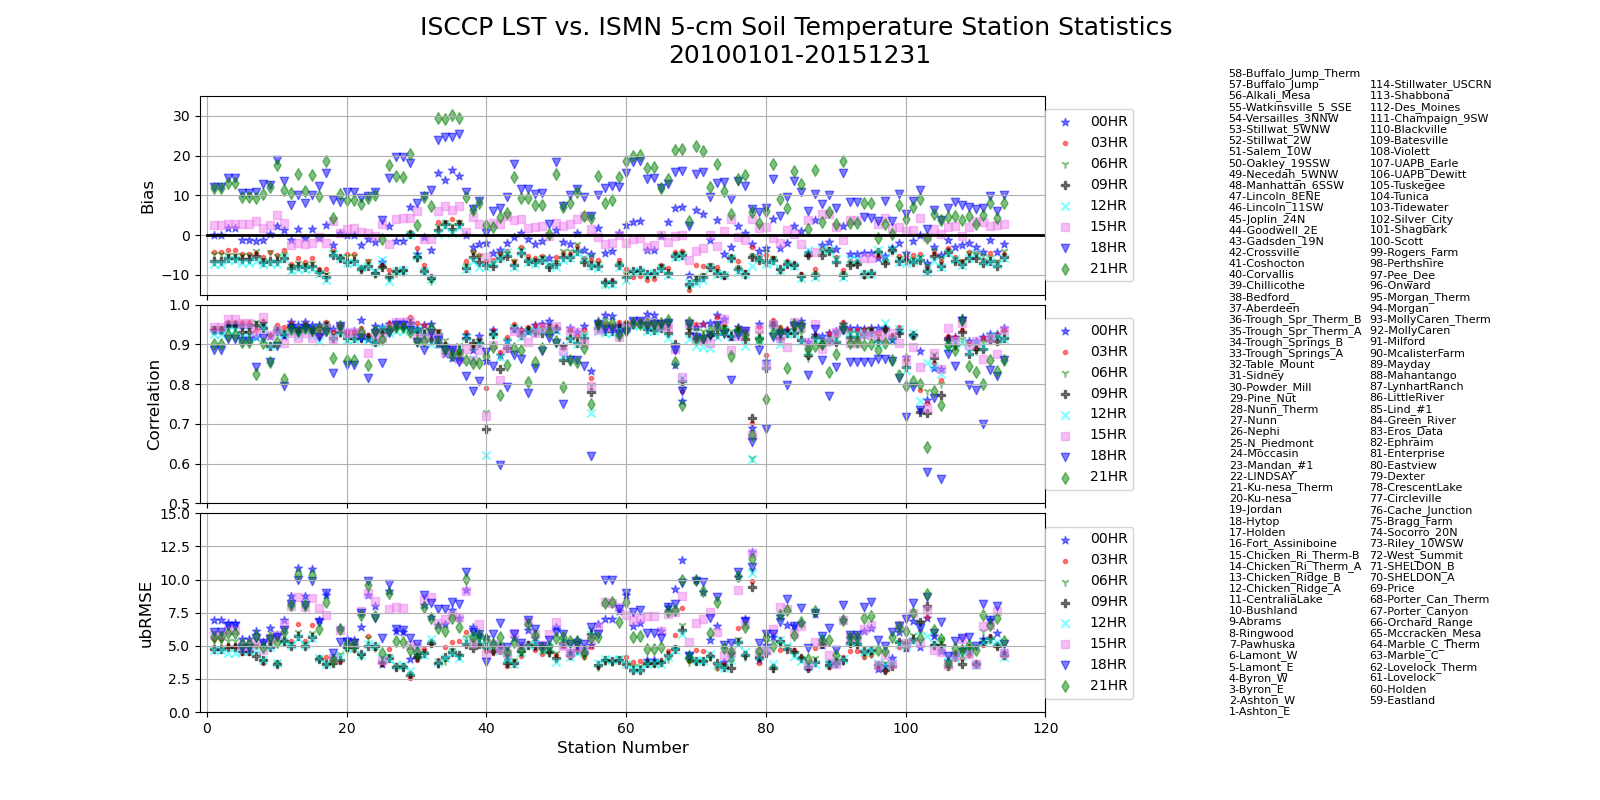 ISCCP LST vs. ISMN 5-cm Soil Temperature Station Statistics
20100101-20151231
30
20
10
0
−10
Bias
00HR
03HR
06HR
09HR
12HR
15HR
18HR
21HR
1.0
0.9
0.8
0.7
0.6
0.5
Correlation
00HR
03HR
06HR
09HR
12HR
15HR
18HR
21HR
15.0
12.5
10.0
7.5
5.0
2.5
0.0
ubRMSE
00HR
03HR
06HR
09HR
12HR
15HR
18HR
21HR
0 20 40 60 80 100 120
Station Number
58-Buffalo_Jump_Therm
57-Buffalo_Jump
56-Alkali_Mesa
55-Watkinsville_5_SSE
54-Versailles_3NNW
53-Stillwat_5WNW
52-Stillwat_2W
51-Salem_10W
50-Oakley_19SSW
49-Necedah_5WNW
48-Manhattan_6SSW
47-Lincoln_8ENE
46-Lincoln_11SW
45-Joplin_24N
44-Goodwell_2E
43-Gadsden_19N
42-Crossville
41-Coshocton
40-Corvallis
39-Chillicothe
38-Bedford_
37-Aberdeen
36-Trough_Spr_Therm_B
35-Trough_Spr_Therm_A
34-Trough_Springs_B
33-Trough_Springs_A
32-Table_Mount
31-Sidney
30-Powder_Mill
29-Pine_Nut
28-Nunn_Therm
27-Nunn
26-Nephi
25-N_Piedmont
24-Moccasin
23-Mandan_#1
22-LINDSAY
21-Ku-nesa_Therm
20-Ku-nesa
19-Jordan
18-Hytop
17-Holden
16-Fort_Assiniboine
15-Chicken_Ri_Therm-B
14-Chicken_Ri_Therm_A
13-Chicken_Ridge_B
12-Chicken_Ridge_A
11-CentraliaLake
10-Bushland
9-Abrams
8-Ringwood
7-Pawhuska
6-Lamont_W
5-Lamont_E
4-Byron_W
3-Byron_E
2-Ashton_W
1-Ashton_E
114-Stillwater_USCRN
113-Shabbona
112-Des_Moines
111-Champaign_9SW
110-Blackville
109-Batesville
108-Violett
107-UAPB_Earle
106-UAPB_Dewitt
105-Tuskegee
104-Tunica
103-Tidewater
102-Silver_City
101-Shagbark
100-Scott
99-Rogers_Farm
98-Perthshire
97-Pee_Dee
96-Onward
95-Morgan_Therm
94-Morgan
93-MollyCaren_Therm
92-MollyCaren
91-Milford
90-McalisterFarm
89-Mayday
88-Mahantango
87-LynhartRanch
86-LittleRiver
85-Lind_#1
84-Green_River
83-Eros_Data
82-Ephraim
81-Enterprise
80-Eastview
79-Dexter
78-CrescentLake
77-Circleville
76-Cache_Junction
75-Bragg_Farm
74-Socorro_20N
73-Riley_10WSW
72-West_Summit
71-SHELDON_B
70-SHELDON_A
69-Price
68-Porter_Can_Therm
67-Porter_Canyon
66-Orchard_Range
65-Mccracken_Mesa
64-Marble_C_Therm
63-Marble_C
62-Lovelock_Therm
61-Lovelock
60-Holden
59-Eastland